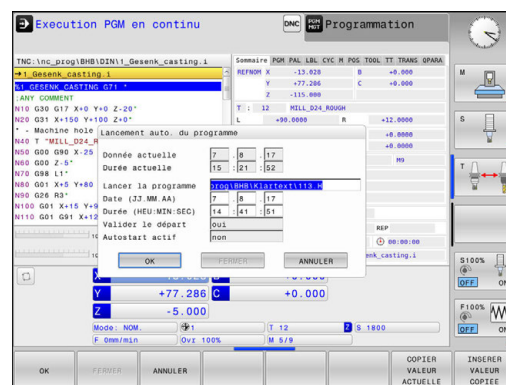 Execution PGM en continu
DNC
Programmation
TNC:\nc_prog\BHB\DIN\1_Gesenk_casting.i
→1_Gesenk_casting.i
%1_GESENK_CASTING G71 *
;ANY COMMENT
N10 G30 G17 X+0 Y+0 Z-20*
N20 G31 X+150 Y+100 Z+0*
* - Machine hole
N40 T "MILL_D24_R
N50 G00 G90 X-25
N60 G00 Z-5*
N70 G98 L1*
N80 G01 X+5 Y+80
N90 G26 R3*
N100 G01 X+15 Y+9
N110 G01 G91 X+12
Sommaire PGM PAL LBL CYC M POS TOOL TT TRANS QPARA
REFNOM X -13.028 B +0.000
Y +77.286 C +0.000
Z -115.000
T : 12 MILL_D24_ROUGH
L +90.0000 R +12.0000
+0.0000
+0.0000
M9
REP
00:00:00
enk_casting.i
Lancement auto. du programme
Donnée actuelle 7 . 8 . 17
Durée actuelle 15 : 21 : 52
Lancer la programme prog\BHB\Klartext\113.H
Date (JJ.MM.AA) 7 . 8 . 17
Durée (HEU:MIN:SEC) 14 : 41 : 51
Valider le départ oui
Autostart actif non
OK FERMER ANNULER
X
Y +77.286 C +0.000
Z -5.000
Mode: NOM. 1 T 12 Z S 1800
F 0mm/min Ovr 100% M 5/9
M
S
T
S100%
OFF ON
F100%
OFF ON
OK
FERMER
ANNULER
COPIER VALEUR ACTUELLE
INSERER VALEUR COPIEE